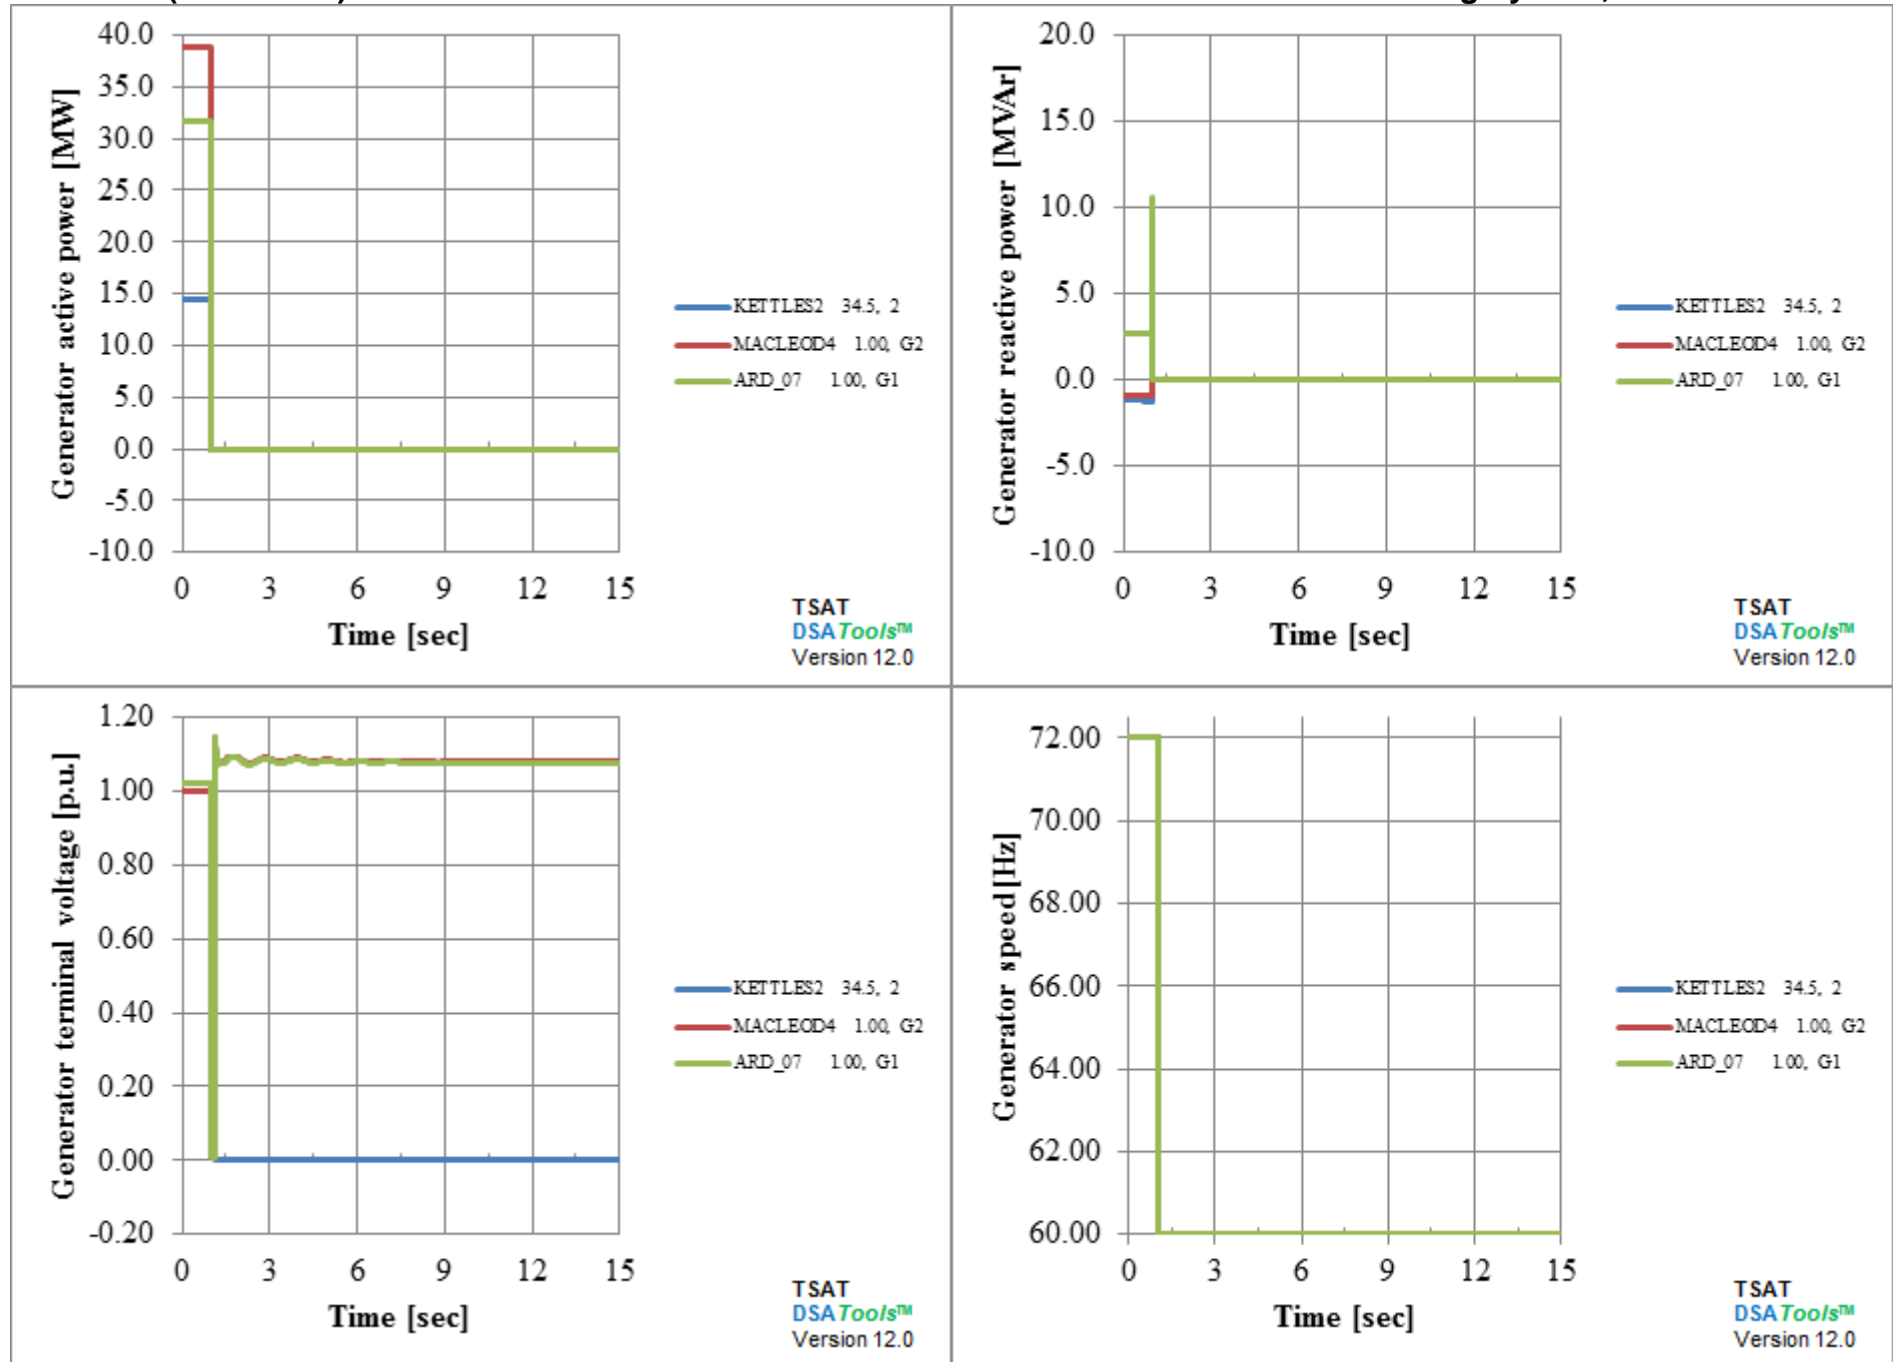 40.0
35.0
30.0
25.0
20.0
15.0
10.0
5.0
0.0
-5.0
-10.0
Generator active power [MW]
0 3 6 9 12 15
Time [sec]
KETTLES2 34.5, 2
MACLEOD4 1.00, G2
ARD_07 1.00, G1
TSAT
DSATools™
Version 12.0
20.0
15.0
10.0
5.0
0.0
-5.0
-10.0
Generator reactive power [MVAr]
0 3 6 9 12 15
Time [sec]
KETTLES2 34.5, 2
MACLEOD4 1.00, G2
ARD_07 1.00, G1
TSAT
DSATools™
Version 12.0
1.20
1.00
0.80
0.60
0.40
0.20
0.00
-0.20
Generator terminal voltage [p.u.]
0 3 6 9 12 15
Time [sec]
KETTLES2 34.5, 2
MACLEOD4 1.00, G2
ARD_07 1.00, G1
TSAT
DSATools™
Version 12.0
72.00
70.00
68.00
66.00
64.00
62.00
60.00
Generator speed[Hz]
0 3 6 9 12 15
Time [sec]
KETTLES2 34.5, 2
MACLEOD4 1.00, G2
ARD_07 1.00, G1
TSAT
DSATools™
Version 12.0